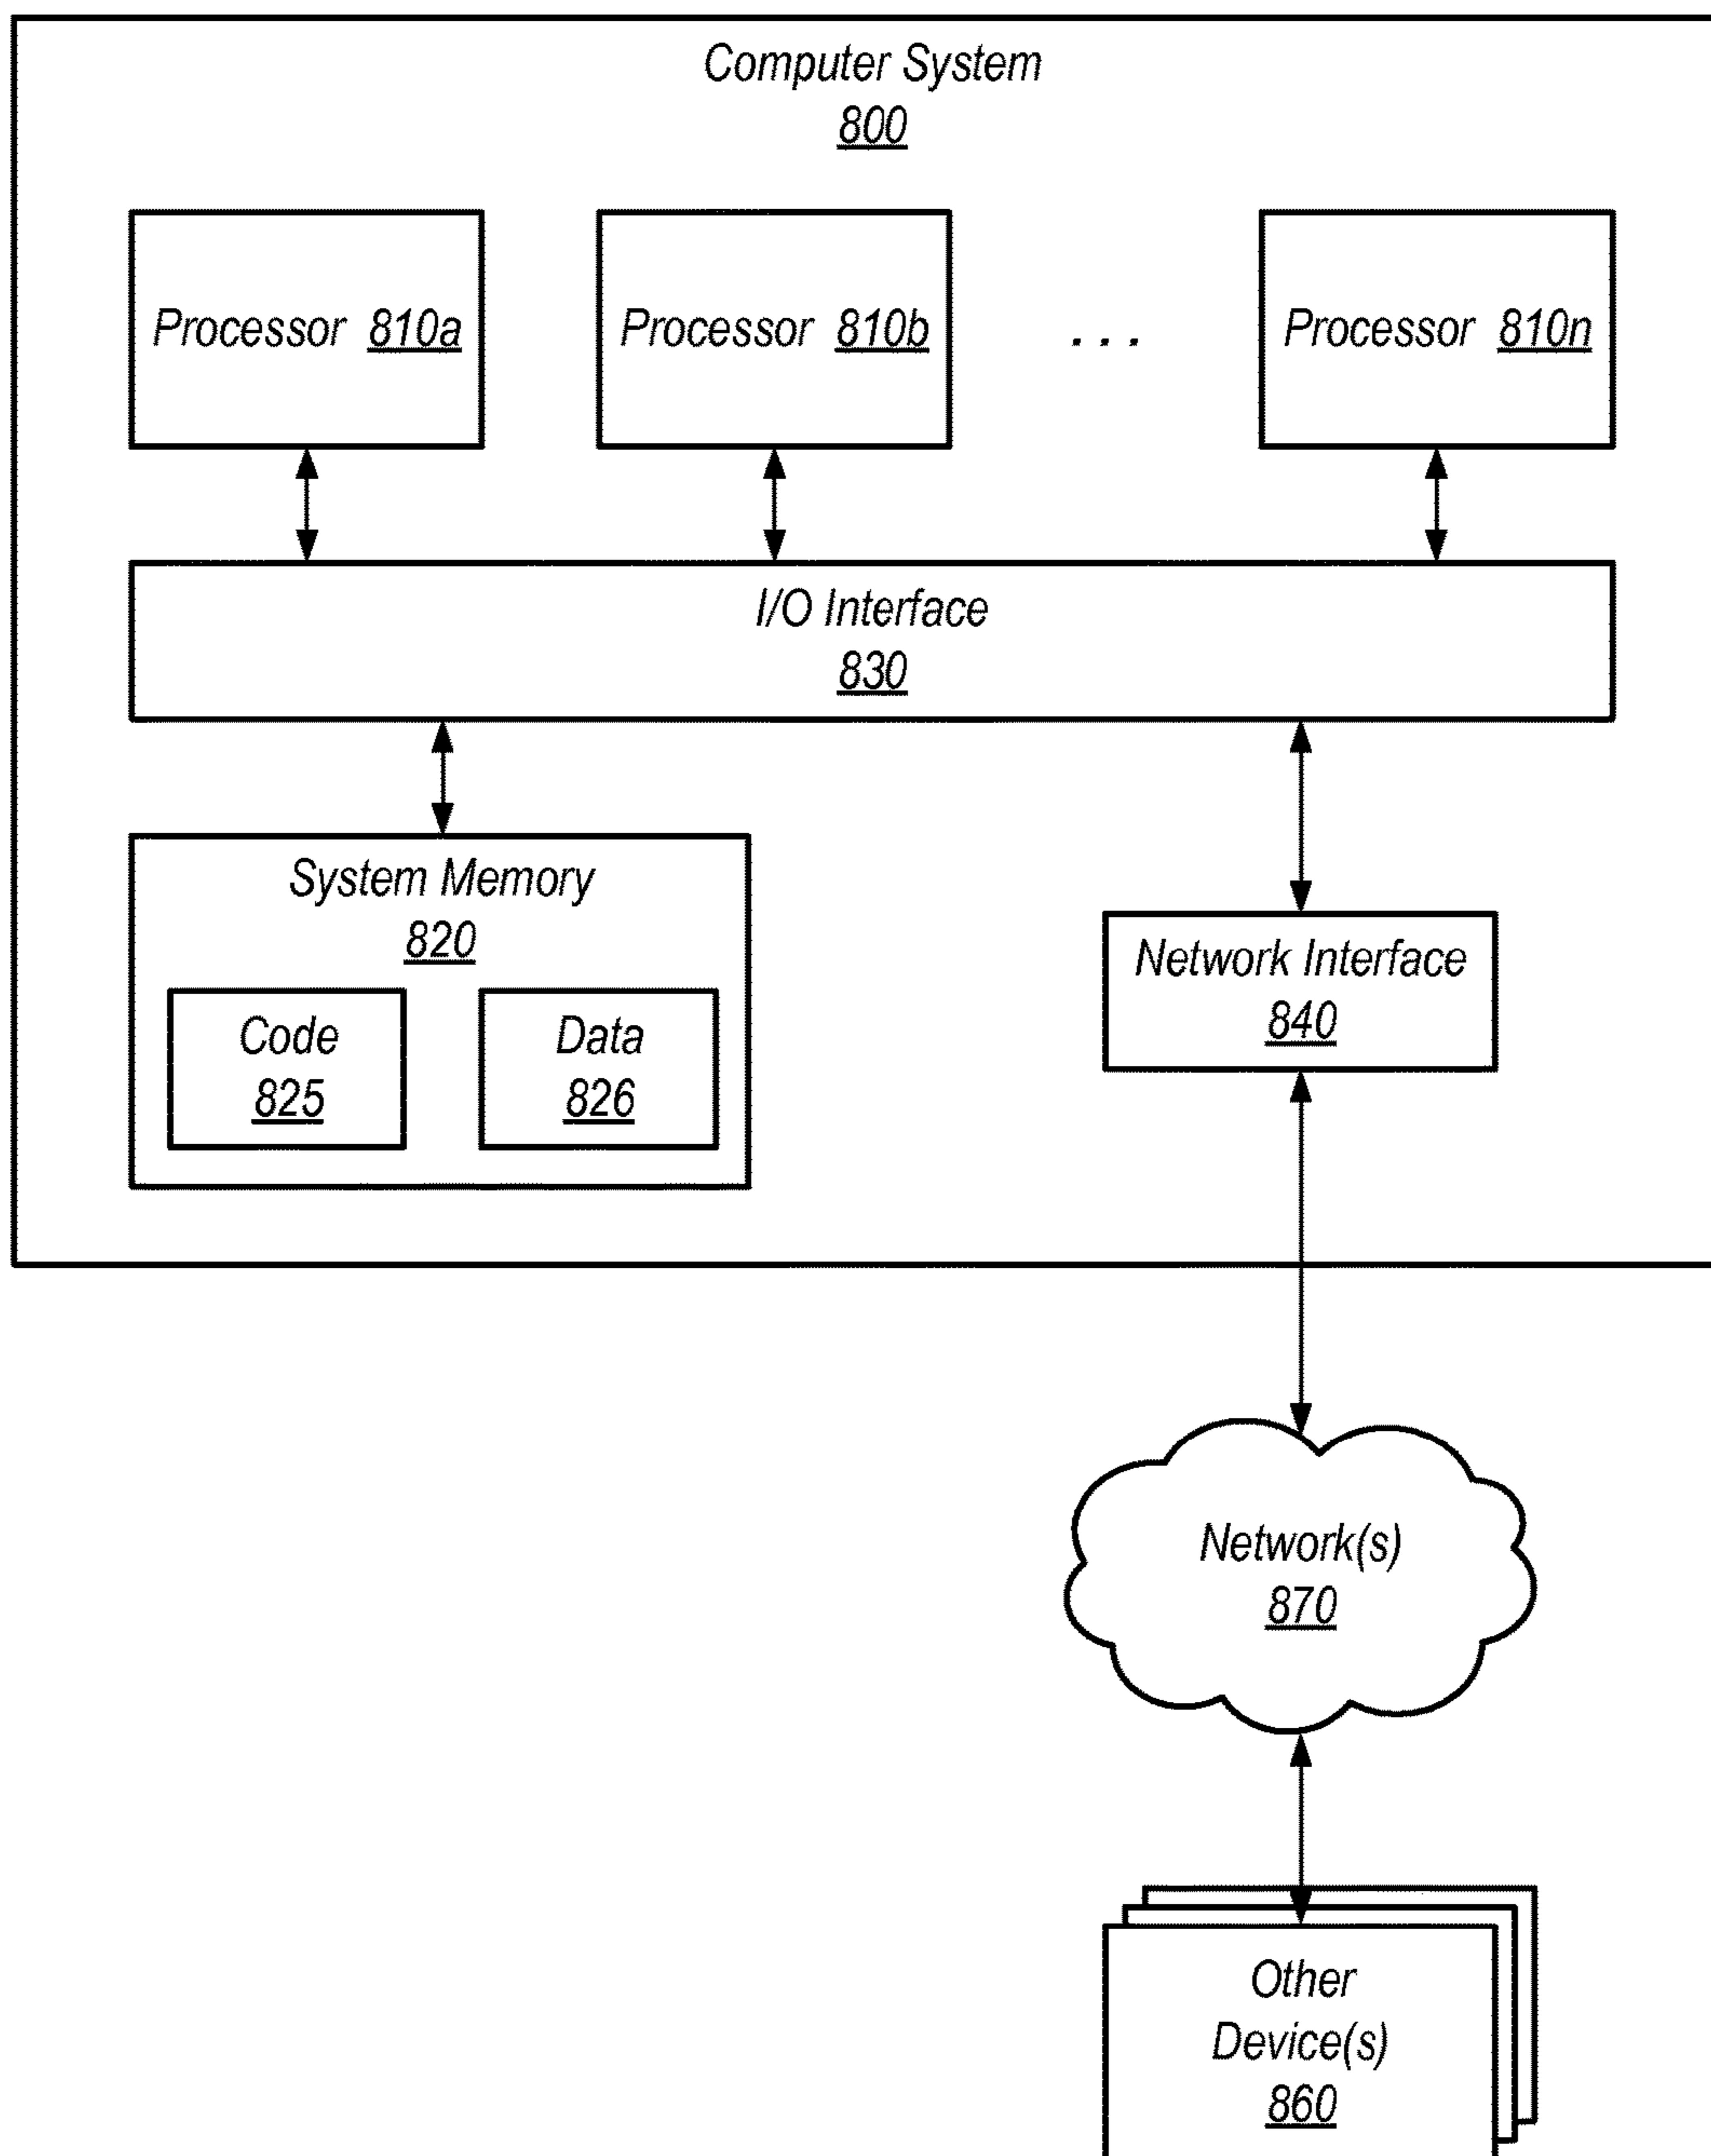 Computer System
800
Processor 810a
Processor 810b
. . .
Processor 810n
I/O Interface
830
System Memory
820
Code
825
Data
826
Network Interface
840
Network(s)
870
Other
Device(s)
860